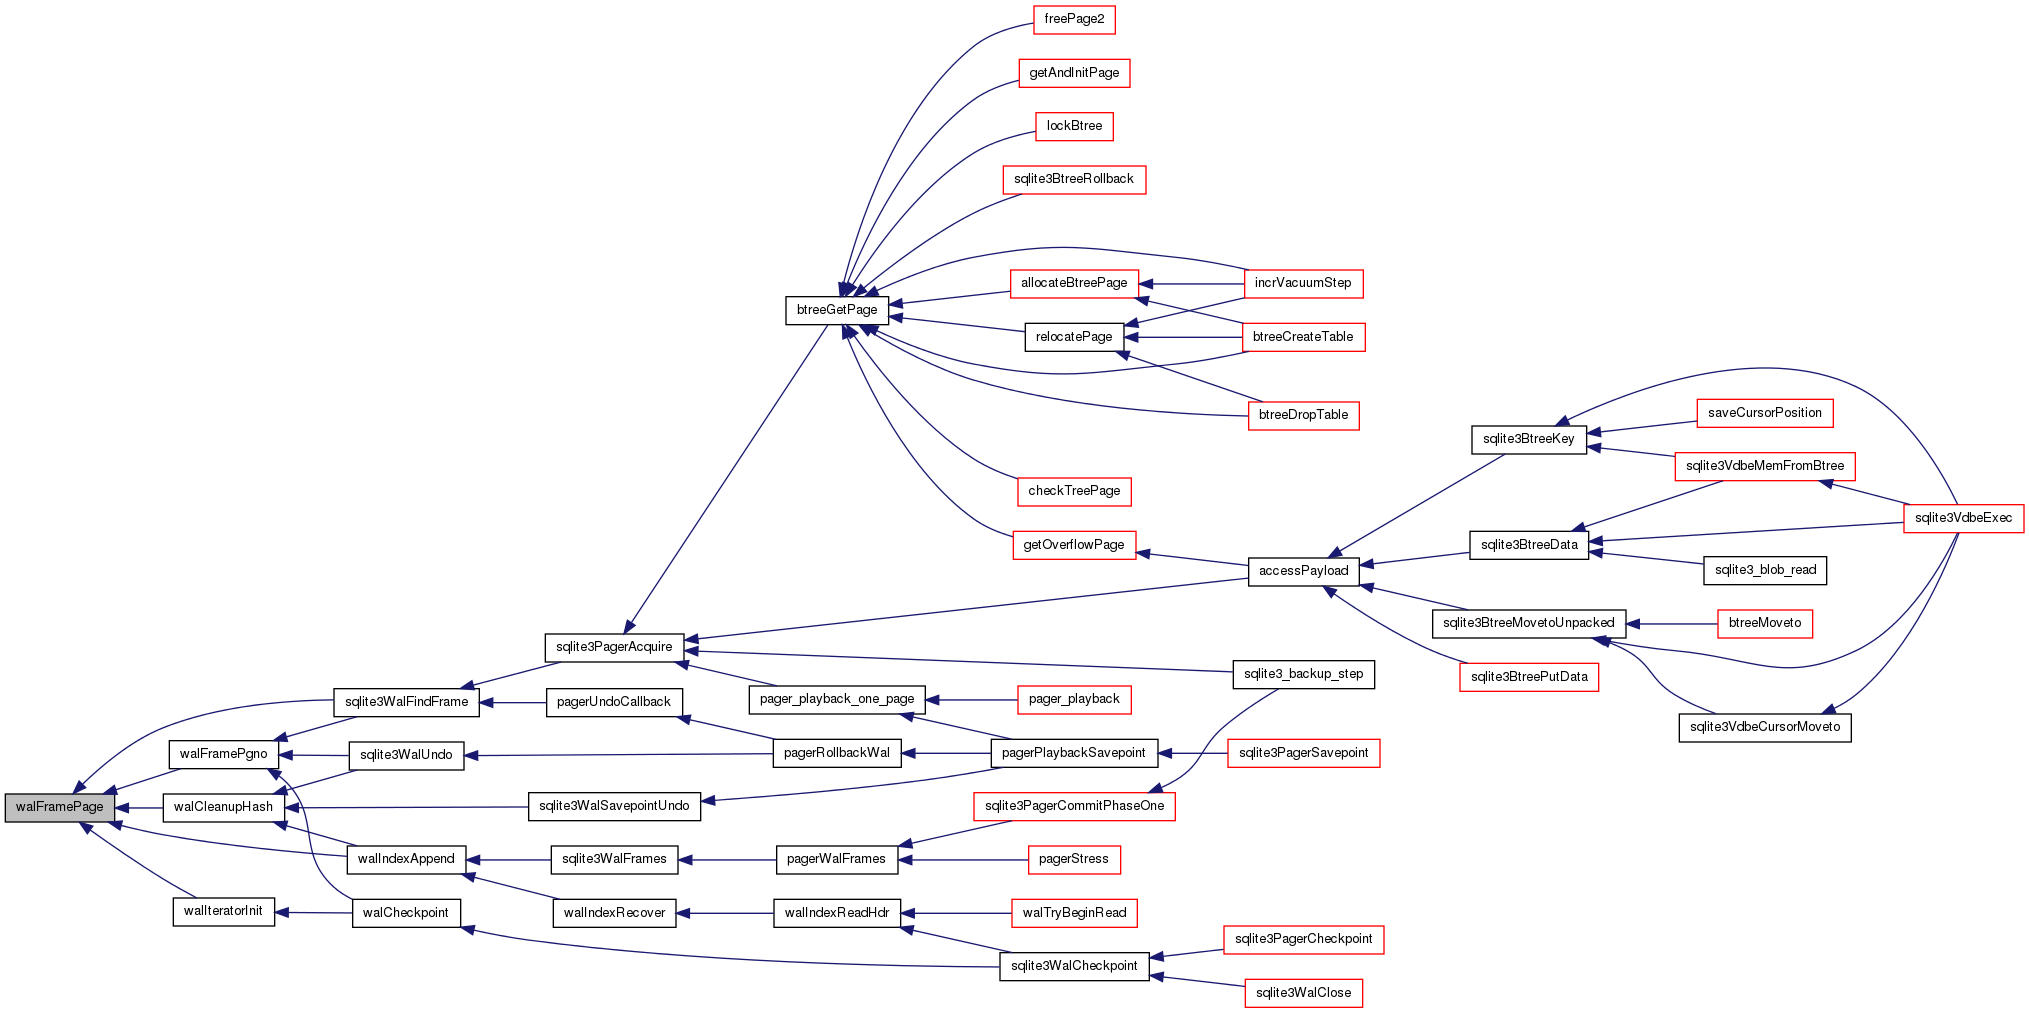 freePage2
getAndInitPage
lockBtree
sqlite3BtreeRollback
allocateBtreePage
incrVacuumStep
btreeGetPage
relocatePage
btreeCreateTable
btreeDropTable
saveCursorPosition
sqlite3BtreeKey
sqlite3VdbeMemFromBtree
checkTreePage
sqlite3VdbeExec
getOverflowPage
sqlite3BtreeData
accessPayload
sqlite3_blob_read
sqlite3BtreeMovetoUnpacked
btreeMoveto
sqlite3PagerAcquire
sqlite3_backup_step
sqlite3BtreePutData
sqlite3WalFindFrame
pagerUndoCallback
pager_playback_one_page
pager_playback
sqlite3VdbeCursorMoveto
walFramePgno
sqlite3WalUndo
pagerRollbackWal
pagerPlaybackSavepoint
sqlite3PagerSavepoint
walFramePage
walCleanupHash
sqlite3WalSavepointUndo
sqlite3PagerCommitPhaseOne
walIndexAppend
sqlite3WalFrames
pagerWalFrames
pagerStress
walIteratorInit
walCheckpoint
walIndexRecover
walIndexReadHdr
walTryBeginRead
sqlite3PagerCheckpoint
sqlite3WalCheckpoint
sqlite3WalClose